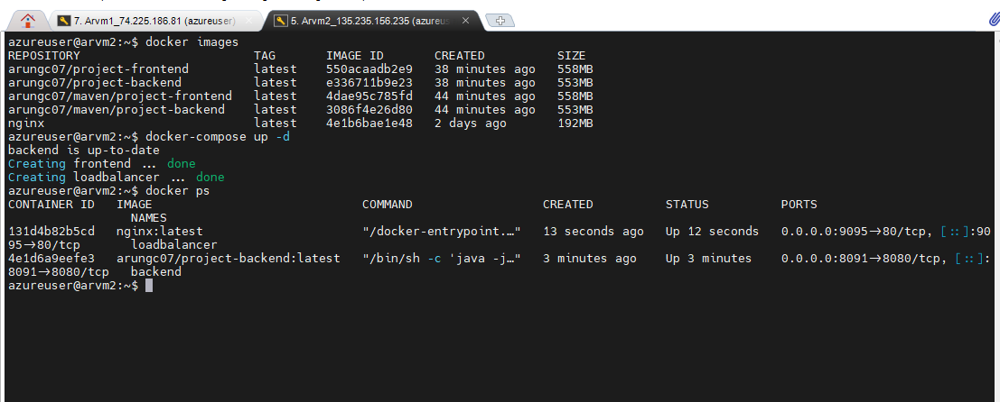 7. Arvm1_74.225.186.81 (azureuser)
5. Arvm2_135.235.156.235 (azureus
azureuser@arvm2:~$ docker images
REPOSITORY TAG IMAGE ID CREATED SIZE
arungc07/project-frontend latest 550acaadb2e9 38 minutes ago 558MB
arungc07/project-backend latest e336711b9e23 38 minutes ago 553MB
arungc07/maven/project-frontend latest 4dae95c785fd 44 minutes ago 558MB
arungc07/maven/project-backend latest 3086f4e26d80 44 minutes ago 553MB
nginx latest 4e1b6bae1e48 2 days ago 192MB
azureuser@arvm2:~$ docker-compose up -d
backend is up-to-date
Creating frontend ... done
Creating loadbalancer ... done
azureuser@arvm2:~$ docker ps
CONTAINER ID IMAGE COMMAND CREATED STATUS PORTS
NAMES
131d4b82b5cd nginx:latest "/docker-entrypoint.…" 13 seconds ago Up 12 seconds 0.0.0.0:9095->80/tcp, [::]:90
95->80/tcp loadbalancer
4e1d6a9eefe3 arungc07/project-backend:latest "/bin/sh -c 'java -j…" 3 minutes ago Up 3 minutes 0.0.0.0:8091->8080/tcp, [::]:
8091->8080/tcp backend
azureuser@arvm2:~$